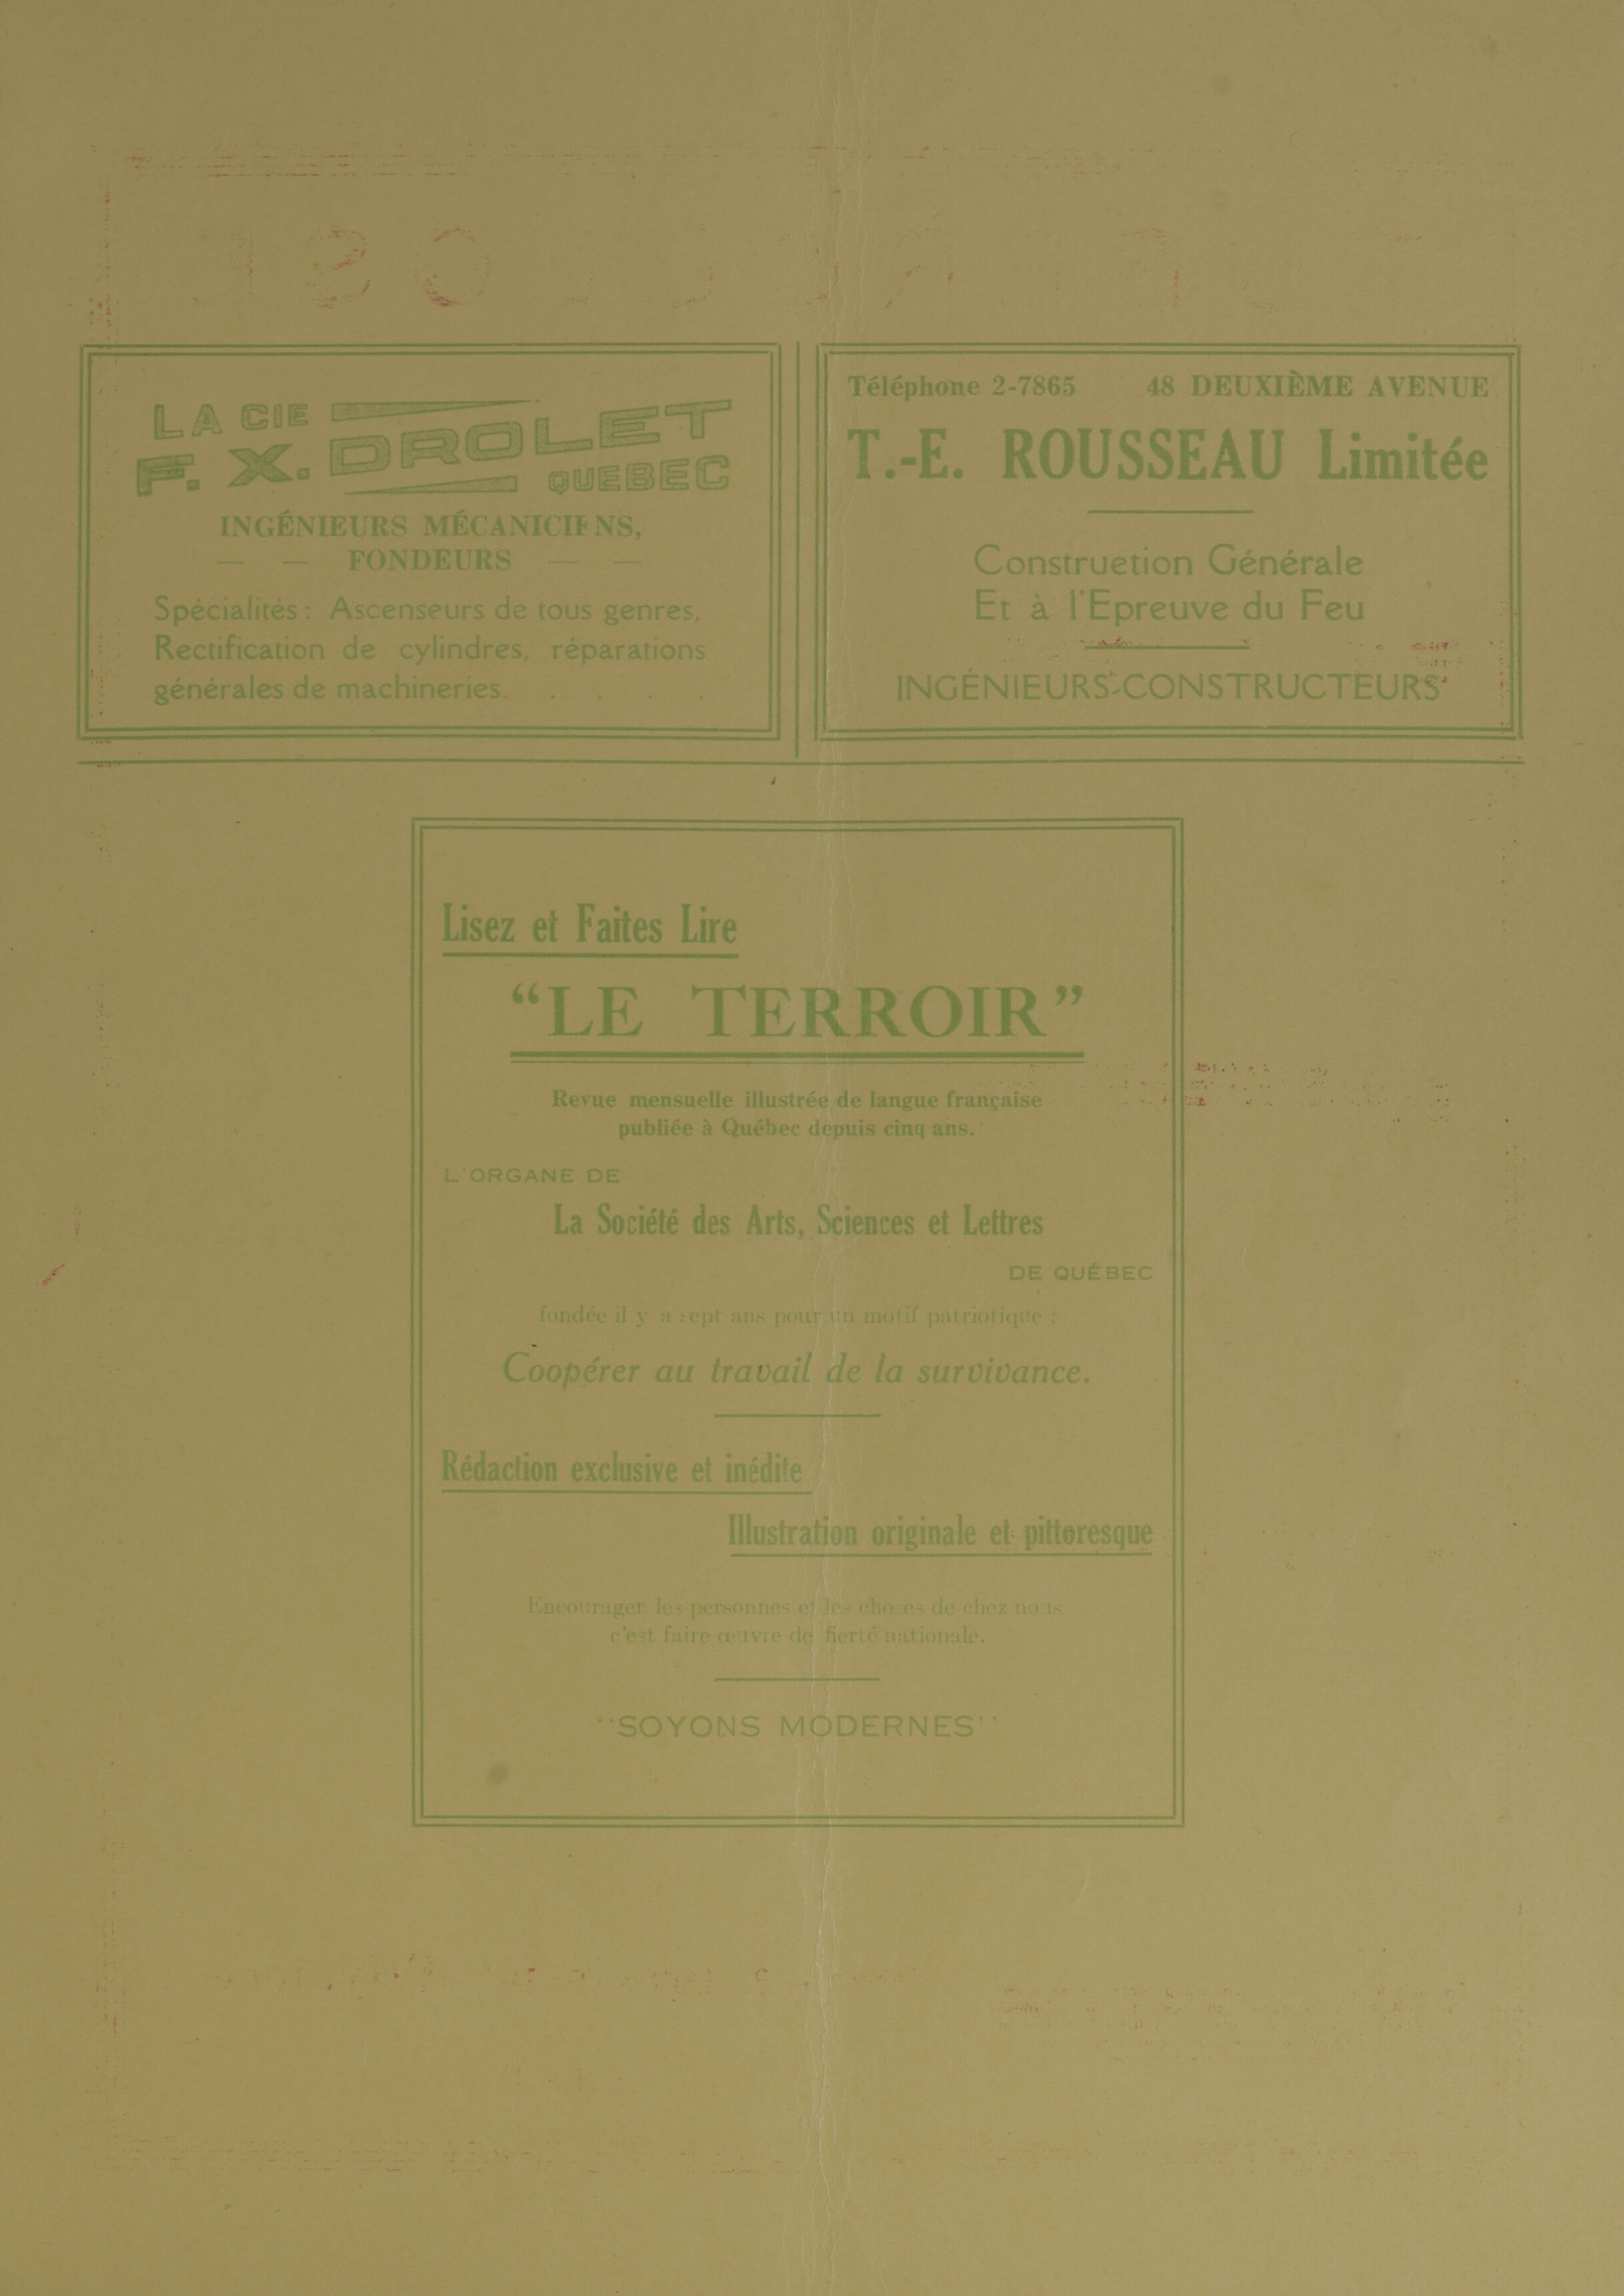 LA CIE
F. X. DROLET
QUEBEC
INGÉNIEURS MÉCANICIENS,
— — FONDEURS — —
Spécialités: Ascenseurs de tous genres,
Rectification de cylindres, réparations
générales de machineries. . . . . .
Téléphone 2-7865 48 DEUXIÈME AVENUE
T.-E. ROUSSEAU Limitée
Construetion Générale
Et à l'Epreuve du Feu
INGÉNIEURS-CONSTRUCTEURS
Lisez et Faites Lire
“LE TERROIR”
Revue mensuelle illustrée de langue française
publiée à Québec depuis cinq ans.
L'ORGANE DE
La Société des Arts, Sciences et Lettres
DE QUÉBEC
fondée il y a sept ans pour un motif patriotique :
Coopérer au travail de la survivance.
Rédaction exclusive et inédite
Illustration originale et pittoresque
Encourager les personnes et les choses de chez nous
c'est faire œuvre de fierté nationale.
“SOYONS MODERNES”